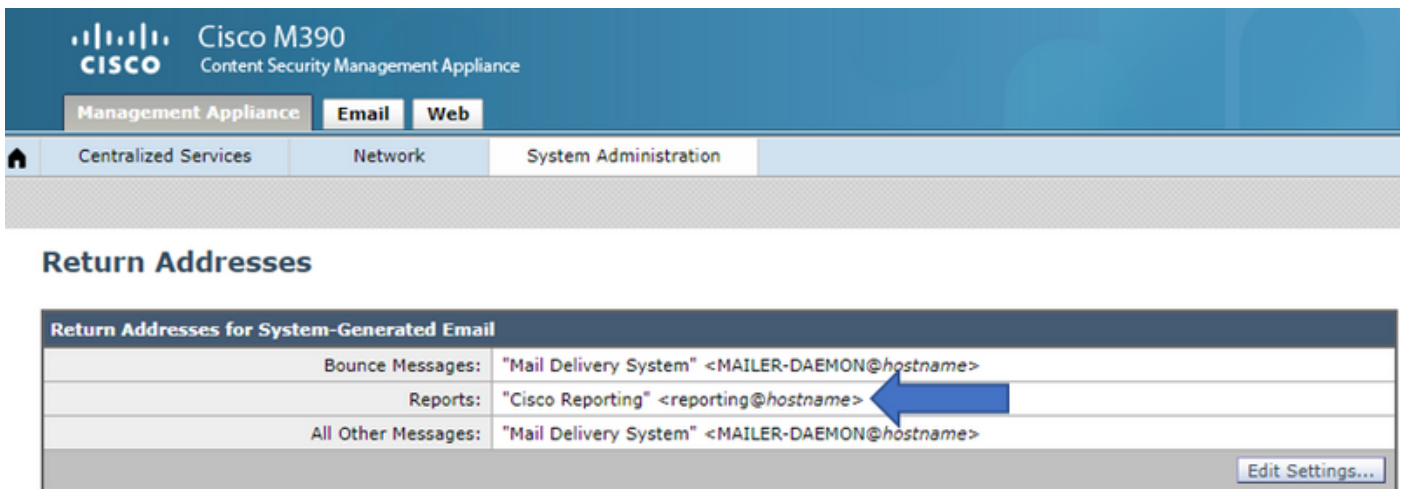 CISCO
Cisco M390
Content Security Management Appliance
Management Appliance Email Web
Centralized Services Network System Administration
Return Addresses
Return Addresses for System-Generated Email
Bounce Messages: "Mail Delivery System" <MAILER-DAEMON@hostname>
Reports: "Cisco Reporting" <reporting@hostname>
All Other Messages: "Mail Delivery System" <MAILER-DAEMON@hostname>
Edit Settings...